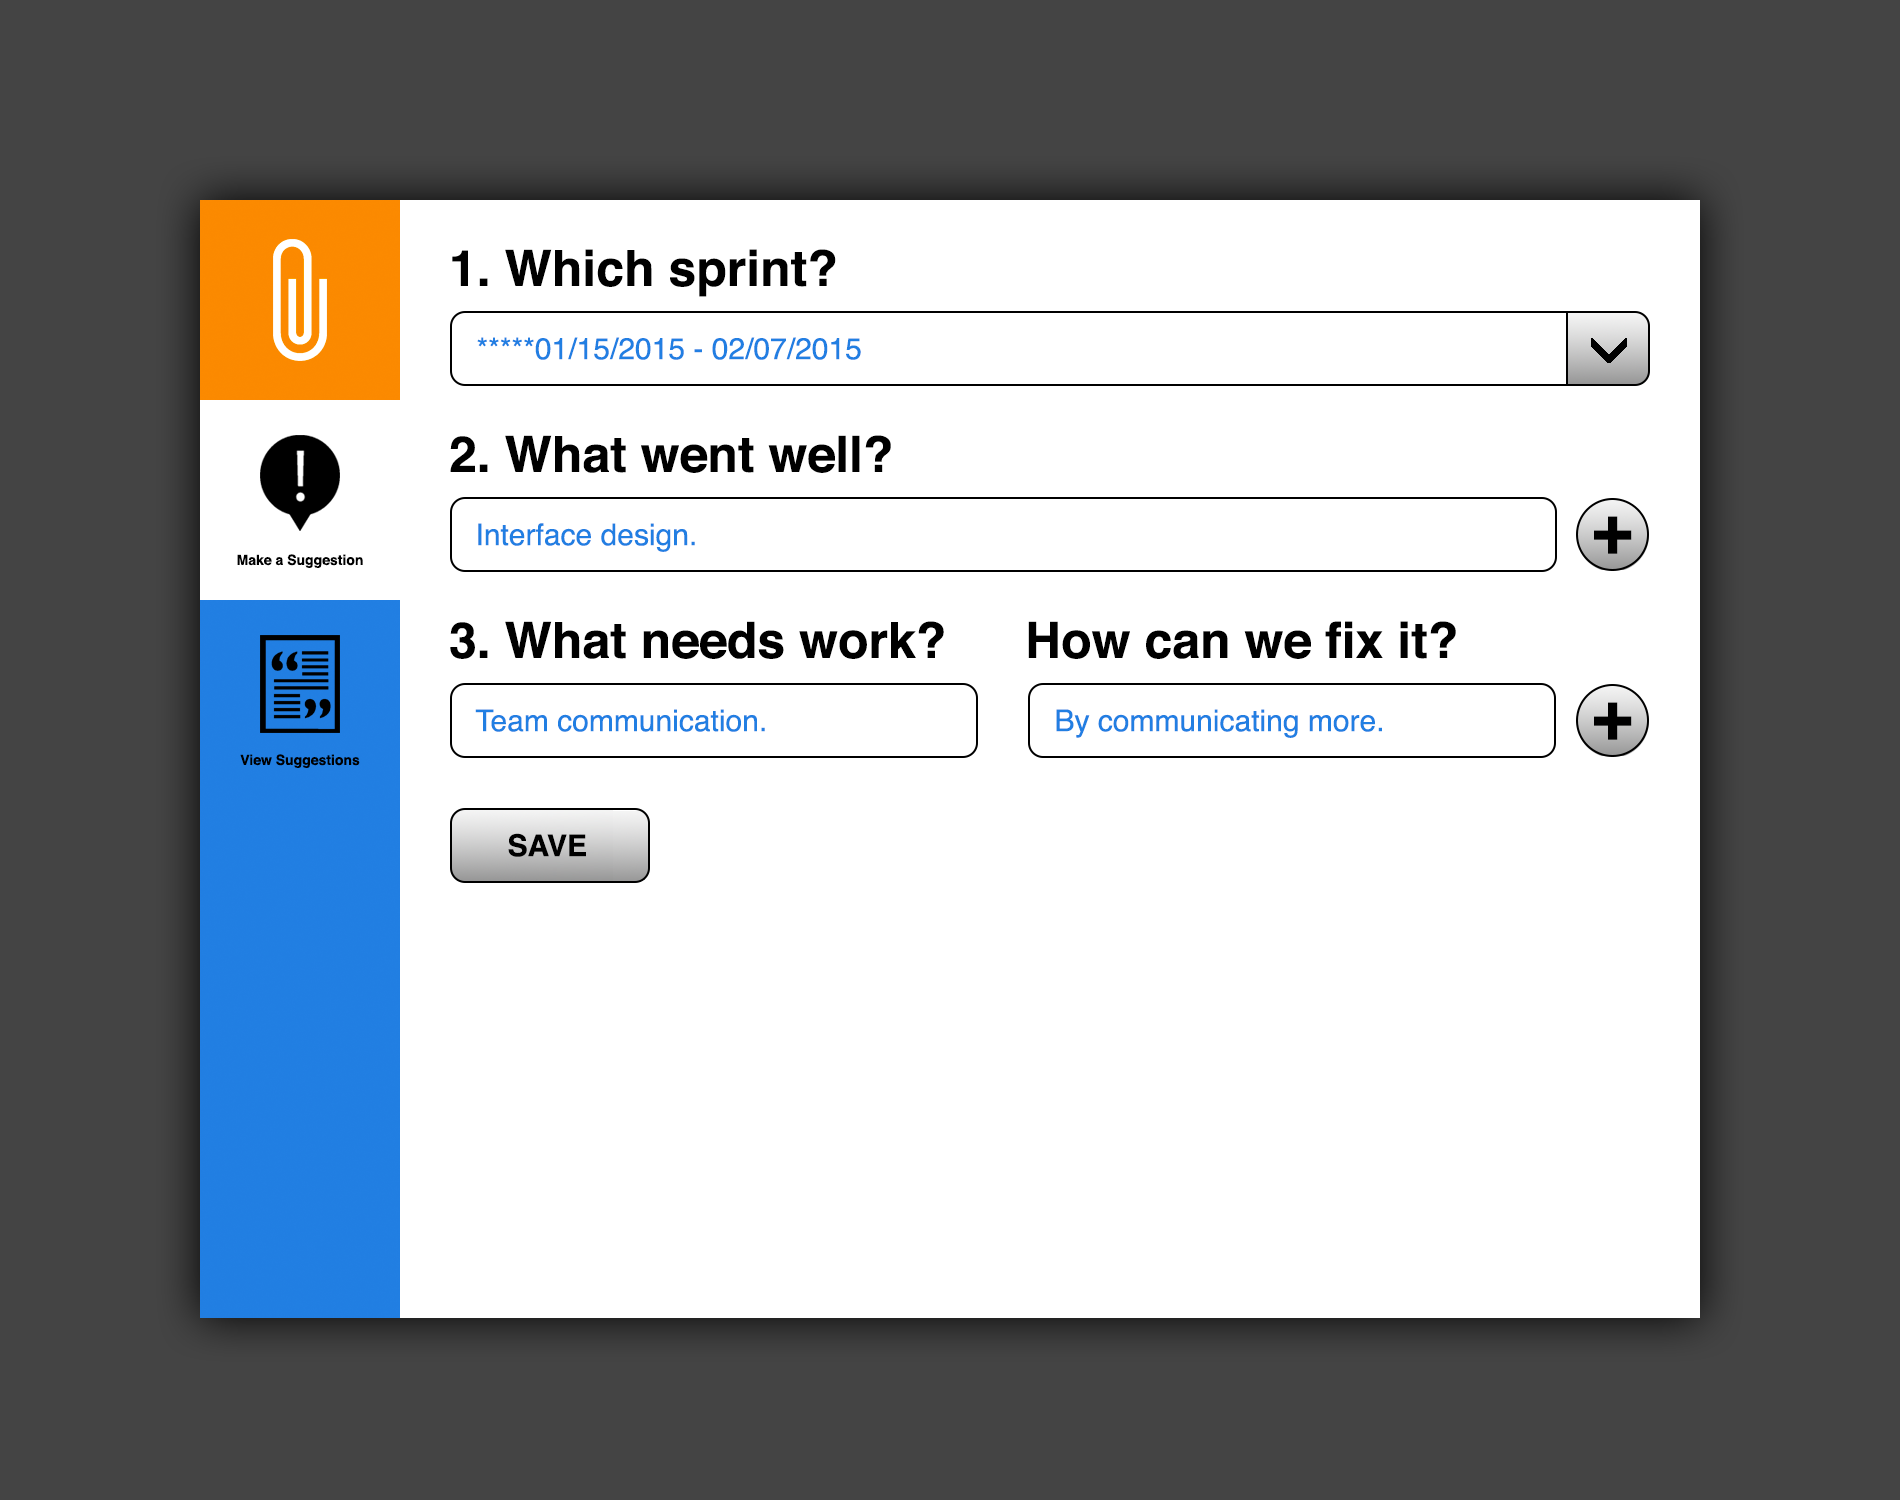 1. Which sprint?
*****01/15/2015 - 02/07/2015
Make a Suggestion
2. What went well?
Interface design.
3. What needs work?
How can we fix it?
Team communication.
By communicating more.
View Suggestions
SAVE